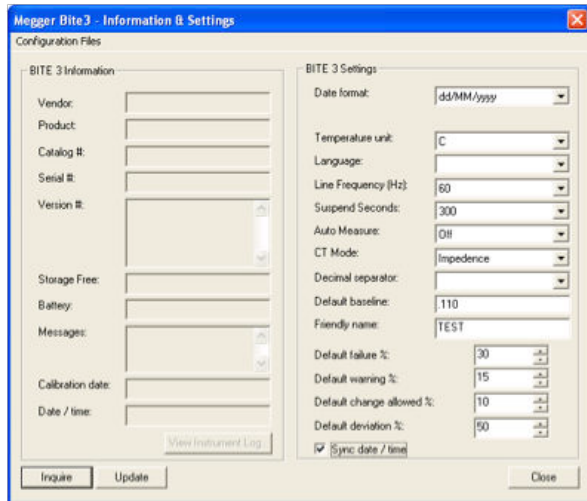 Megger Bite3 - Information & Settings
Configuration Files
BITE 3 Information
Vendor:
Product:
Catalog #:
Serial #:
Version #:
Storage Free:
Battery:
Messages:
Calibration date:
Date / time:
View Instrument Log
BITE 3 Settings
Date format: dd/MM/yyyy
Temperature unit: C
Language:
Line Frequency (Hz): 60
Suspend Seconds: 300
Auto Measure: Off
CT Mode: Impedence
Decimal separator:
Default baseline: .110
Friendly name: TEST
Default failure %: 30
Default warning %: 15
Default change allowed %: 10
Default deviation %: 50
Sync date / time
Inquire Update Close